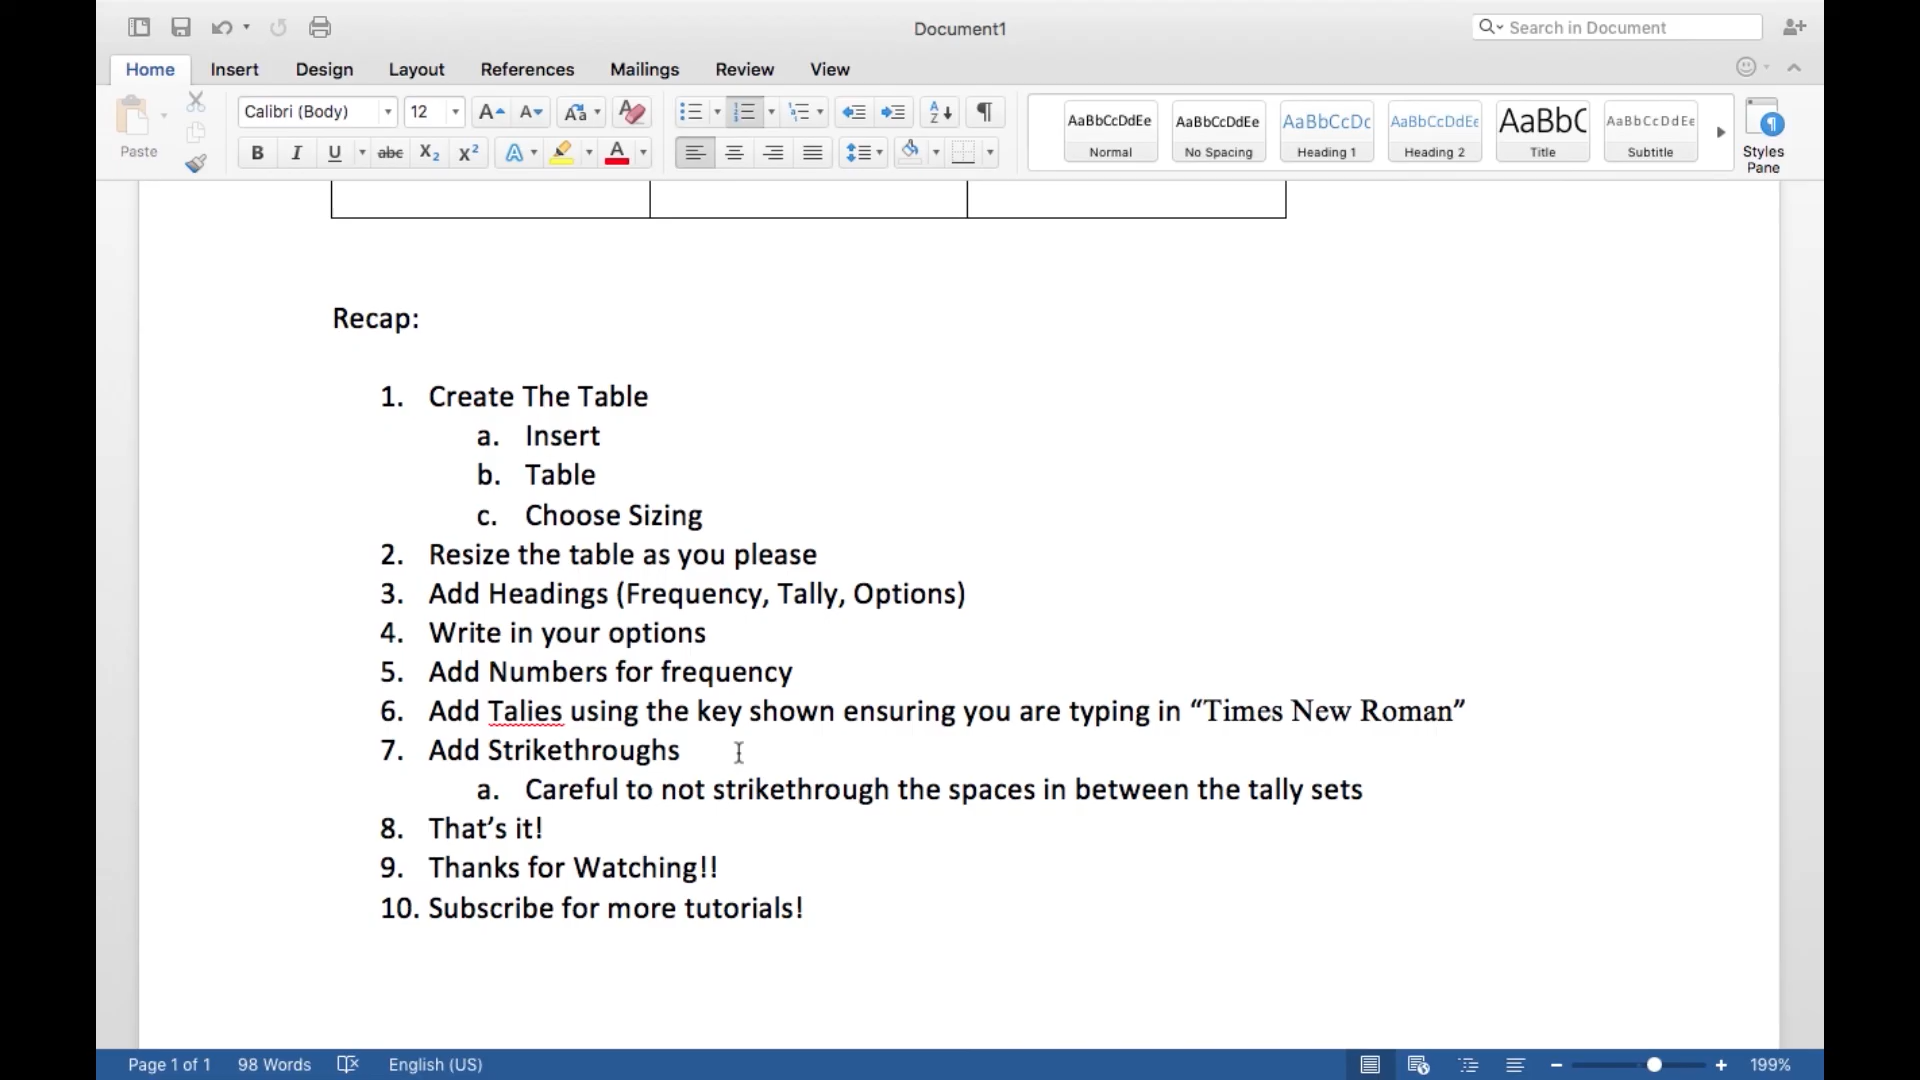 Document1
Search in Document
Home Insert Design Layout References Mailings Review View
Paste
Calibri (Body) 12
B I U abc X2 X2 A A
AaBbCcDdEe AaBbCcDdEe AaBbCcDc AaBbCcDdEe AaBbC AaBbCcDdEe
Normal No Spacing Heading 1 Heading 2 Title Subtitle
Styles
Pane
Recap:
1. Create The Table
a. Insert
b. Table
c. Choose Sizing
2. Resize the table as you please
3. Add Headings (Frequency, Tally, Options)
4. Write in your options
5. Add Numbers for frequency
6. Add Talies using the key shown ensuring you are typing in “Times New Roman”
7. Add Strikethroughs
a. Careful to not strikethrough the spaces in between the tally sets
8. That’s it!
9. Thanks for Watching!!
10. Subscribe for more tutorials!
Page 1 of 1 98 Words English (US) 199%